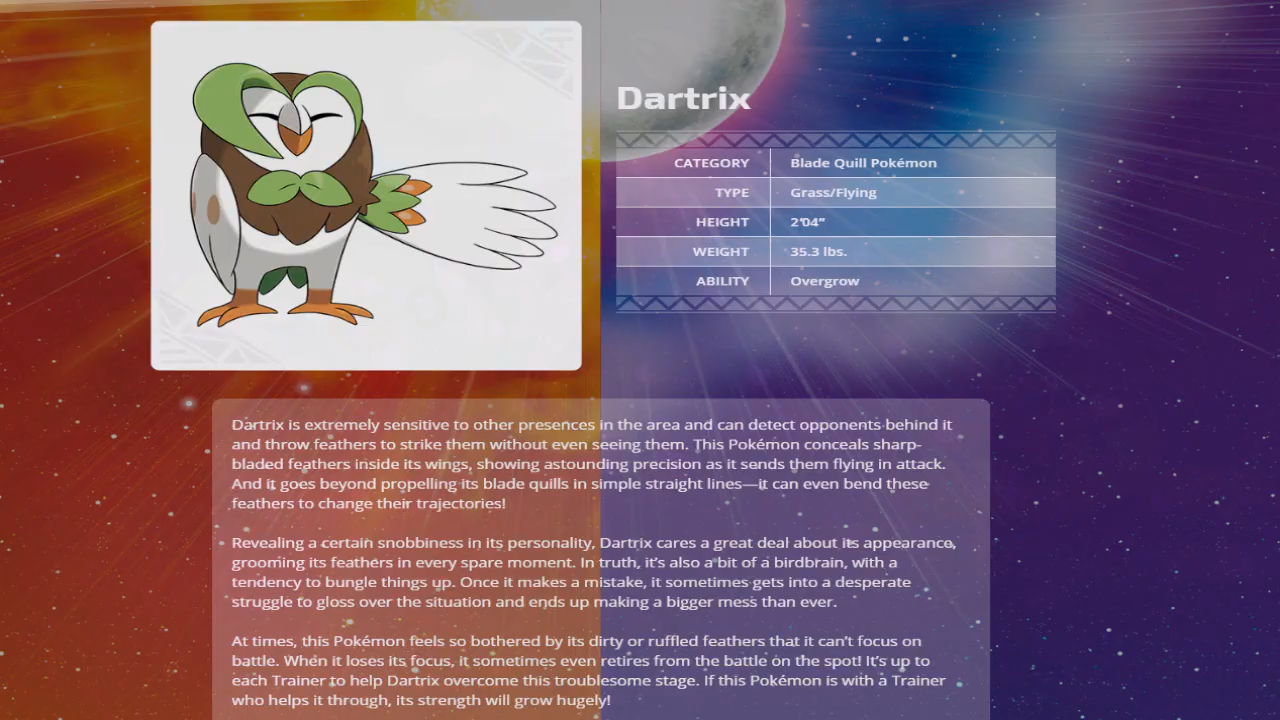 Dartrix
CATEGORY Blade Quill Pokémon
TYPE Grass/Flying
HEIGHT 2'04"
WEIGHT 35.3 lbs.
ABILITY Overgrow
Dartrix is extremely sensitive to other presences in the area and can detect opponents behind it
and throw feathers to strike them without even seeing them. This Pokémon conceals sharp-
bladed feathers inside its wings, showing astounding precision as it sends them flying in attack.
And it goes beyond propelling its blade quills in simple straight lines—it can even bend these
feathers to change their trajectories!
Revealing a certain snobbiness in its personality, Dartrix cares a great deal about its appearance,
grooming its feathers in every spare moment. In truth, it's also a bit of a birdbrain, with a
tendency to bungle things up. Once it makes a mistake, it sometimes gets into a desperate
struggle to gloss over the situation and ends up making a bigger mess than ever.
At times, this Pokémon feels so bothered by its dirty or ruffled feathers that it can't focus on
battle. When it loses its focus, it sometimes even retires from the battle on the spot! It's up to
each Trainer to help Dartrix overcome this troublesome stage. If this Pokémon is with a Trainer
who helps it through, its strength will grow hugely!